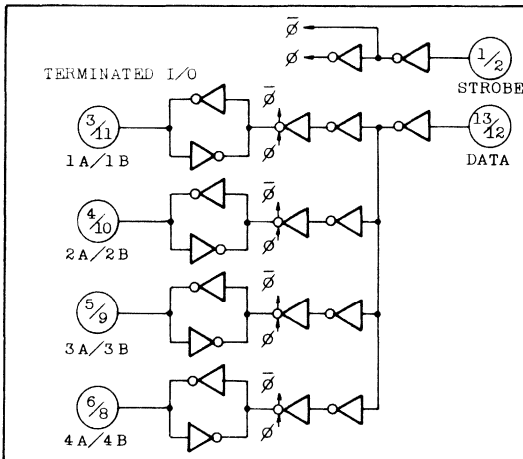 φ̄
φ
1/2
STROBE
TERMINATED I/O
3/11
1A/1B
φ̄
φ
13/12
DATA
4/10
2A/2B
φ̄
φ
5/9
3A/3B
φ̄
φ
6/8
4A/4B
φ̄
φ